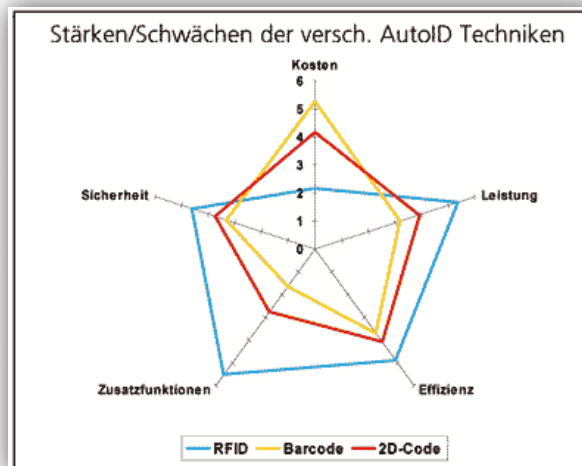 Stärken/Schwächen der versch. AutoID Techniken
Kosten
6
5
4
3
2
1
0
Sicherheit
Leistung
Zusatzfunktionen
Effizienz
RFID Barcode 2D-Code